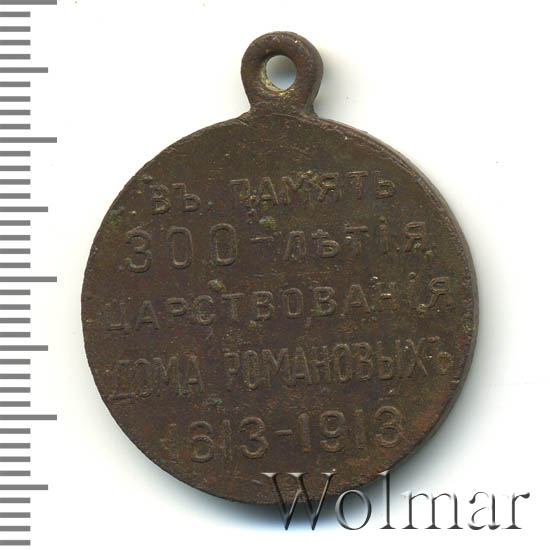 ВЪ ПАМЯТЬ
300-ЛѢТІЯ
ЦАРСТВОВАНІЯ
ДОМА РОМАНОВЫХЪ
1613-1913
Wolmar